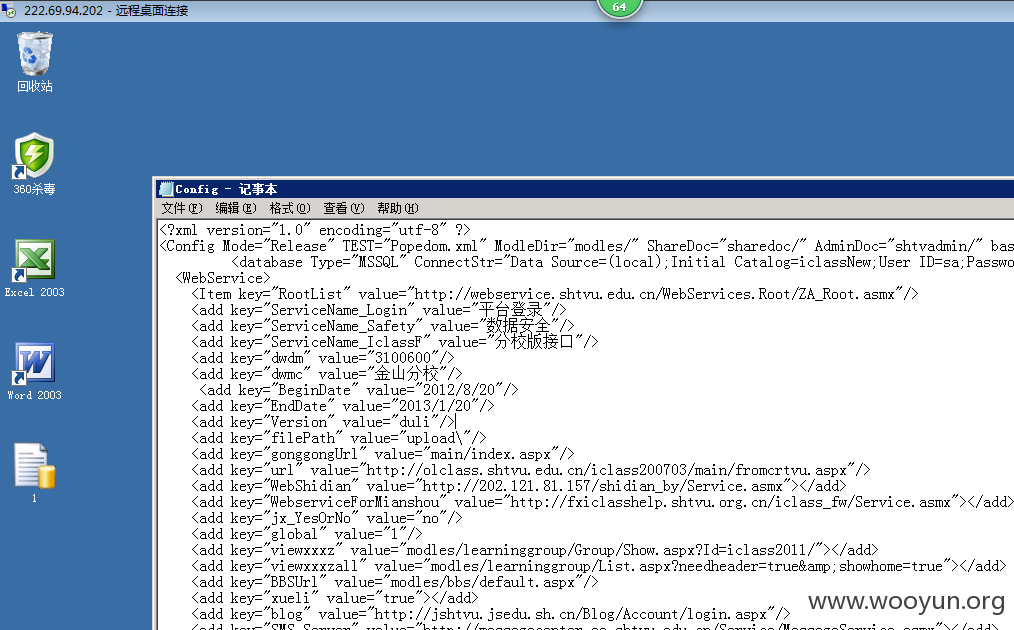 222.69.94.202 - 远程桌面连接
64
回收站
360杀毒
Excel 2003
Word 2003
1
Config - 记事本
文件(F) 编辑(E) 格式(O) 查看(V) 帮助(H)
<?xml version="1.0" encoding="utf-8" ?>
<Config Mode="Release" TEST="Popedom.xml" ModleDir="modles/" ShareDoc="sharedoc/" AdminDoc="shtvadmin/" bas
<database Type="MSSQL" ConnectStr="Data Source=(local);Initial Catalog=iclassNew;User ID=sa;Passwo
<WebService>
<Item key="RootList" value="http://webservice.shtvu.edu.cn/WebServices.Root/ZA_Root.asmx"/>
<add key="ServiceName_Login" value="平台登录"/>
<add key="ServiceName_Safety" value="数据安全"/>
<add key="ServiceName_IclassF" value="分校版接口"/>
<add key="dwdm" value="3100600"/>
<add key="dwmc" value="金山分校"/>
<add key="BeginDate" value="2012/8/20"/>
<add key="EndDate" value="2013/1/20"/>
<add key="Version" value="duli"/>
<add key="filePath" value="upload\"/>
<add key="gonggongUrl" value="main/index.aspx"/>
<add key="url" value="http://olclass.shtvu.edu.cn/iclass200703/main/fromcrtvu.aspx"/>
<add key="WebShidian" value="http://202.121.81.157/shidian_by/Service.asmx"></add>
<add key="WebserviceForMianshou" value="http://fxiclasshelp.shtvu.org.cn/iclass_fw/Service.asmx"></add>
<add key="jx_YesOrNo" value="no"/>
<add key="global" value="1"/>
<add key="viewxxxz" value="modles/learninggroup/Group/Show.aspx?Id=iclass2011/"></add>
<add key="viewxxxzall" value="modles/learninggroup/List.aspx?needheader=true&amp;showhome=true"></add>
<add key="BBSUrl" value="modles/bbs/default.aspx"/>
<add key="xueli" value="true"></add>
<add key="blog" value="http://jshtvu.jsedu.sh.cn/Blog/Account/login.aspx"/>
www.wooyun.org